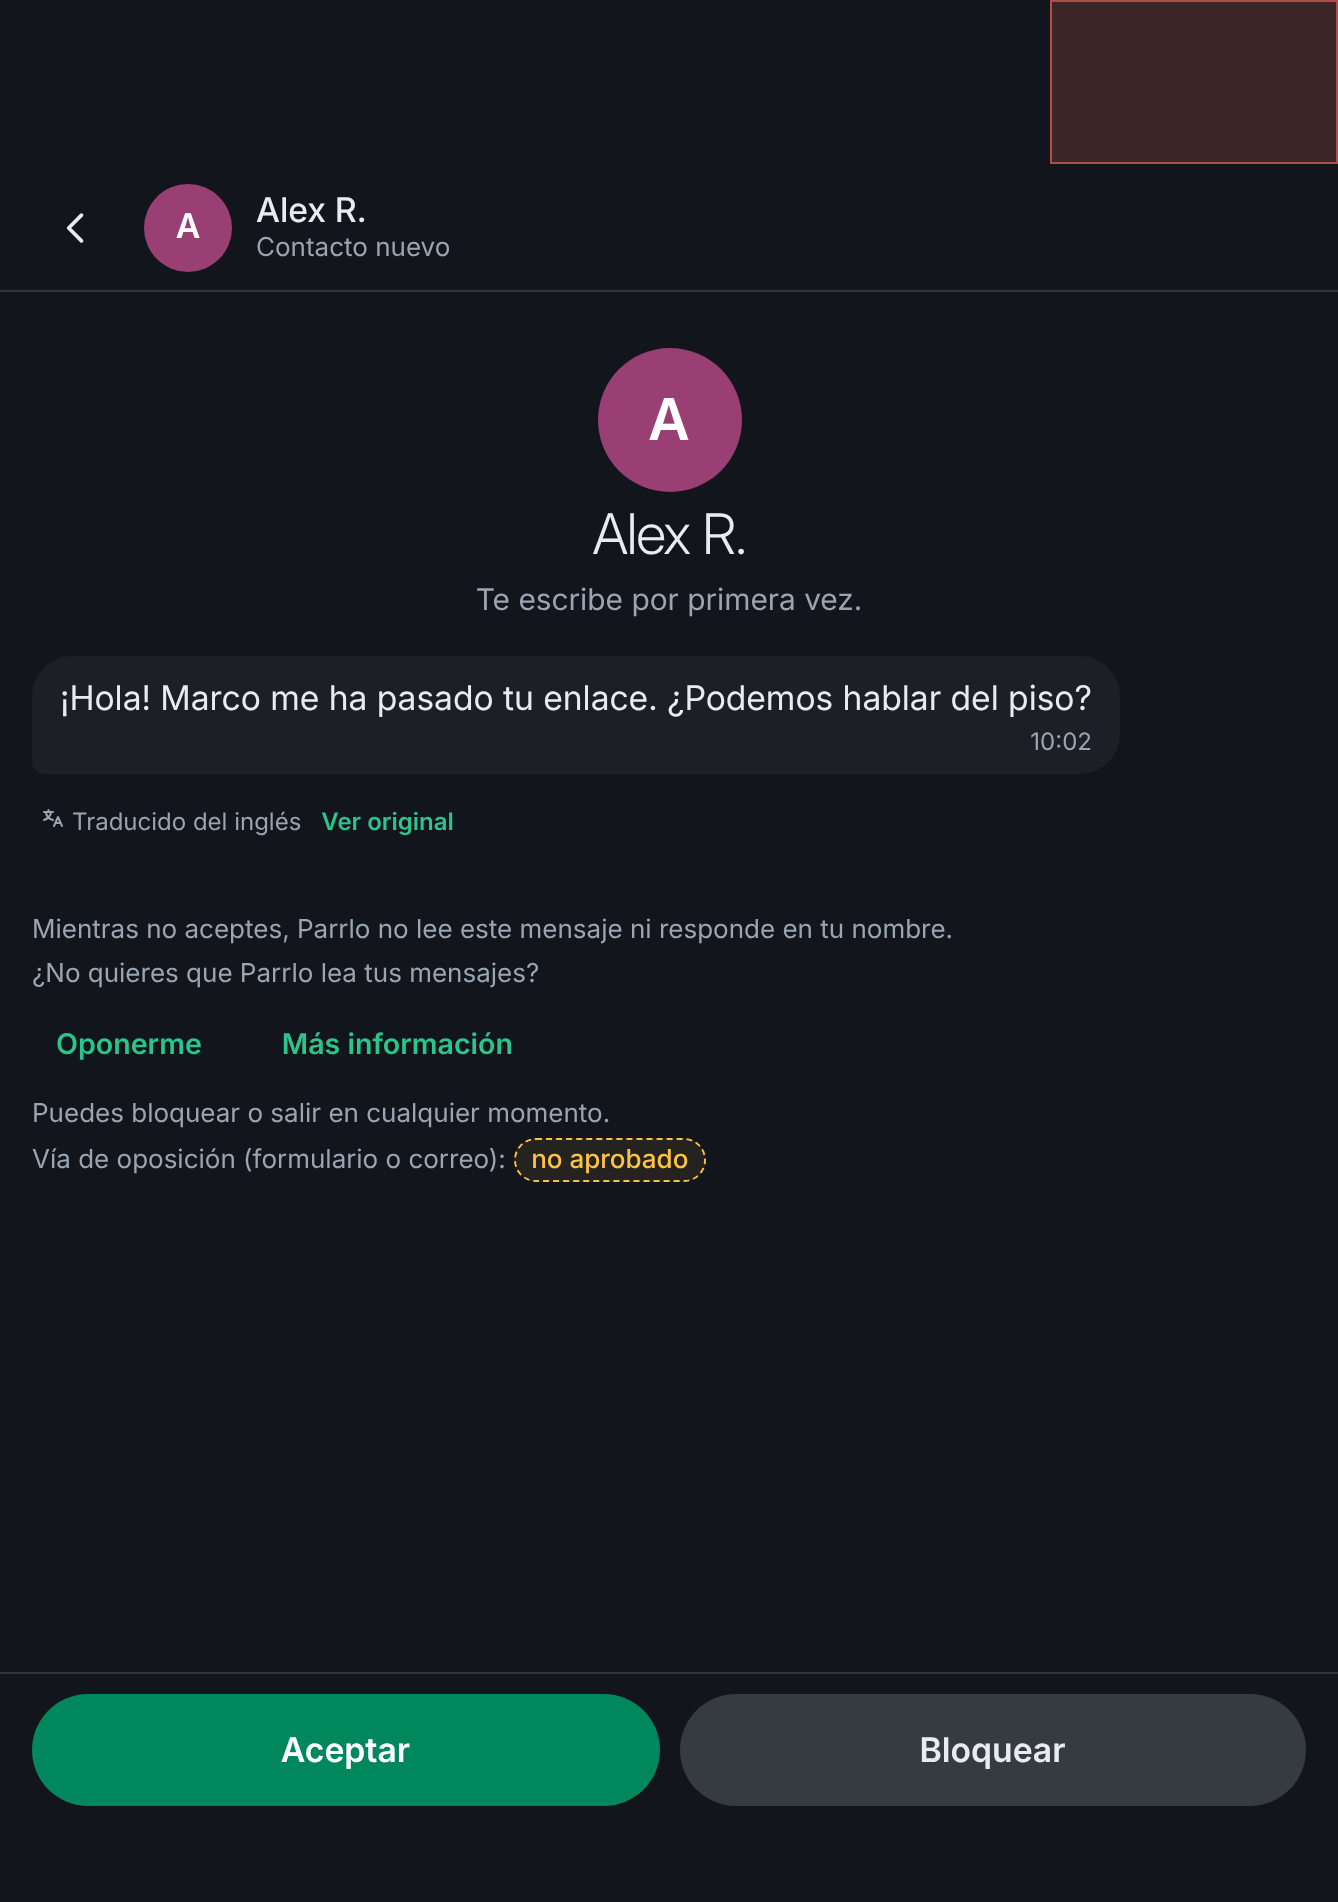 A
Alex R.
Contacto nuevo
A
Alex R.
Te escribe por primera vez.
¡Hola! Marco me ha pasado tu enlace. ¿Podemos hablar del piso?
10:02
Traducido del inglés Ver original
Mientras no aceptes, Parrlo no lee este mensaje ni responde en tu nombre.
¿No quieres que Parrlo lea tus mensajes?
Oponerme Más información
Puedes bloquear o salir en cualquier momento.
Vía de oposición (formulario o correo): no aprobado
Aceptar Bloquear